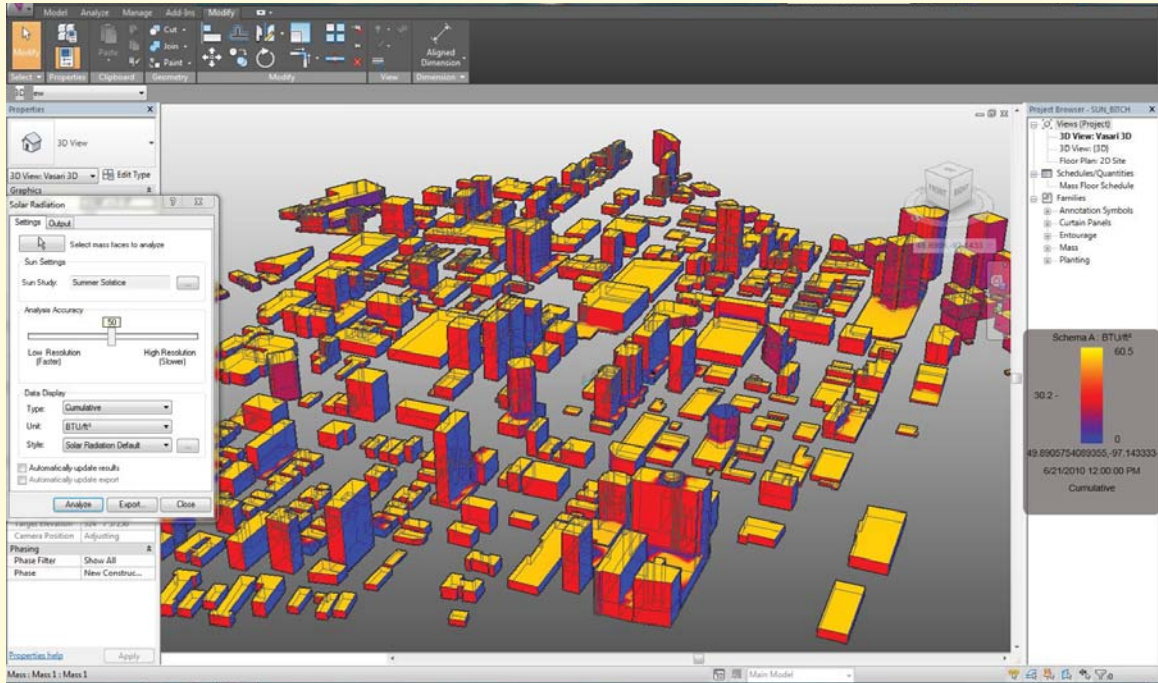 Model Analyze Manage Add-Ins Modify
Modify
Paste
Cut
Join
Paint
Aligned
Dimension
Select Properties Clipboard Geometry Modify View Dimension
Properties
3D View
3D View: Vasari 3D Edit Type
Graphics
Solar Radiation
Settings Output
Select mass faces to analyze
Sun Settings
Sun Study: Summer Solstice ...
Analysis Accuracy
50
Low Resolution High Resolution
(Faster) (Slower)
Data Display
Type: Cumulative
Unit: BTU/ft²
Style: Solar Radiation Default ...
Automatically update results
Automatically update export
Analyze Export... Close
Target Elevation
Camera Position Adjusting
Phasing
Phase Filter Show All
Phase New Construc...
Properties help Apply
Mass : Mass 1 : Mass 1
Main Model
FRONT RIGHT
Project Browser - SUN_BITCH
Views (Project)
3D View: Vasari 3D
3D View: {3D}
Floor Plan: 2D Site
Schedules/Quantities
Mass Floor Schedule
Families
Annotation Symbols
Curtain Panels
Entourage
Mass
Planting
Schema A : BTU/ft²
60.5
30.2 -
0
49.8905754089355,-97.143333
6/21/2010 12:00:00 PM
Cumulative